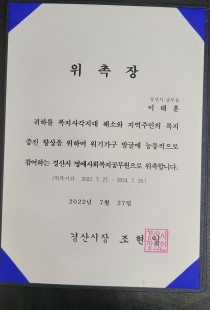 위 촉 장
경산시 남부동
이 태 훈
귀하를 복지사각지대 해소와 지역주민의 복지
증진 향상을 위하여 위기가구 발굴에 능동적으로
참여하는 경산시 명예사회복지공무원으로 위촉합니다.
(위촉기간 : 2022. 7. 27. ~ 2024. 7. 26.)
2022년 7월 27일
경산시장 조 현